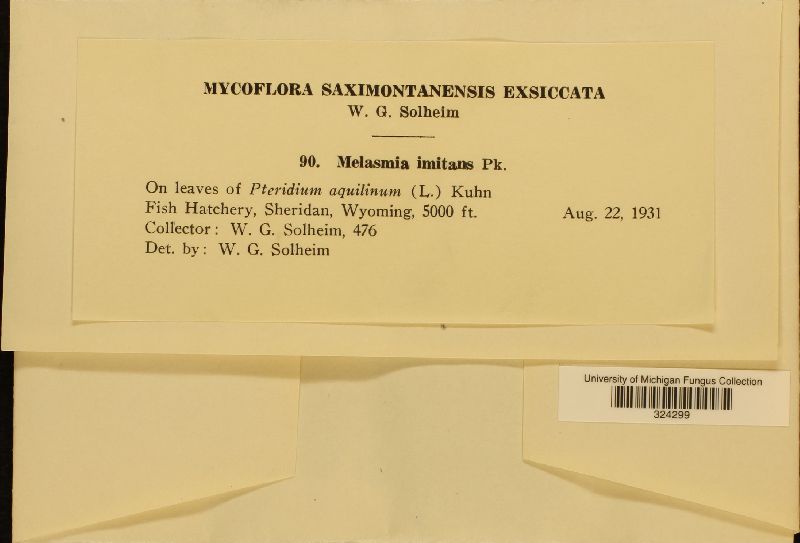 MYCOFLORA SAXIMONTANENSIS EXSICCATA
W. G. Solheim
90. Melasmia imitans Pk.
On leaves of Pteridium aquilinum (L.) Kuhn
Fish Hatchery, Sheridan, Wyoming, 5000 ft. Aug. 22, 1931
Collector: W. G. Solheim, 476
Det. by: W. G. Solheim
University of Michigan Fungus Collection
324299